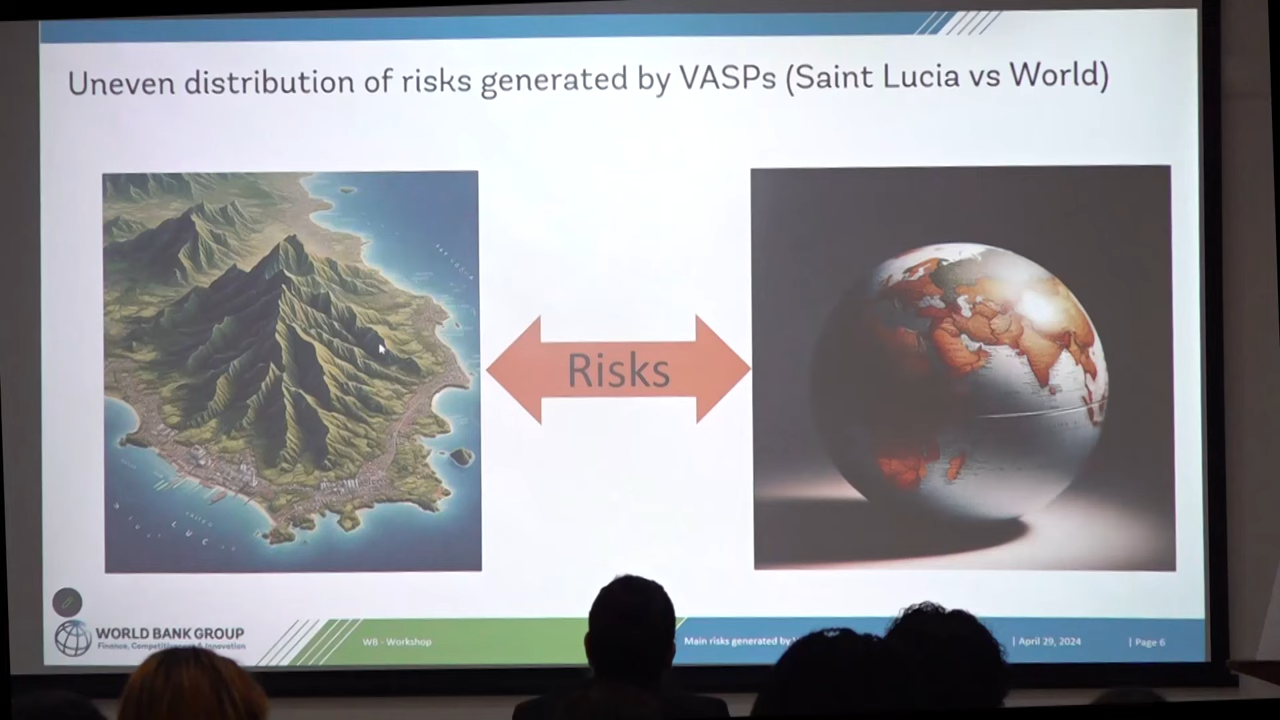 Uneven distribution of risks generated by VASPs (Saint Lucia vs World)
Risks
WORLD BANK GROUP
Finance, Competitiveness & Innovation
WB - Workshop
Main risks generated by
| April 29, 2024
| Page 6